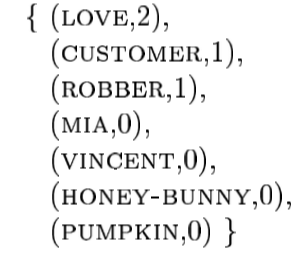 { (LOVE,2),
(CUSTOMER,1),
(ROBBER,1),
(MIA,0),
(VINCENT,0),
(HONEY-BUNNY,0),
(PUMPKIN,0) }